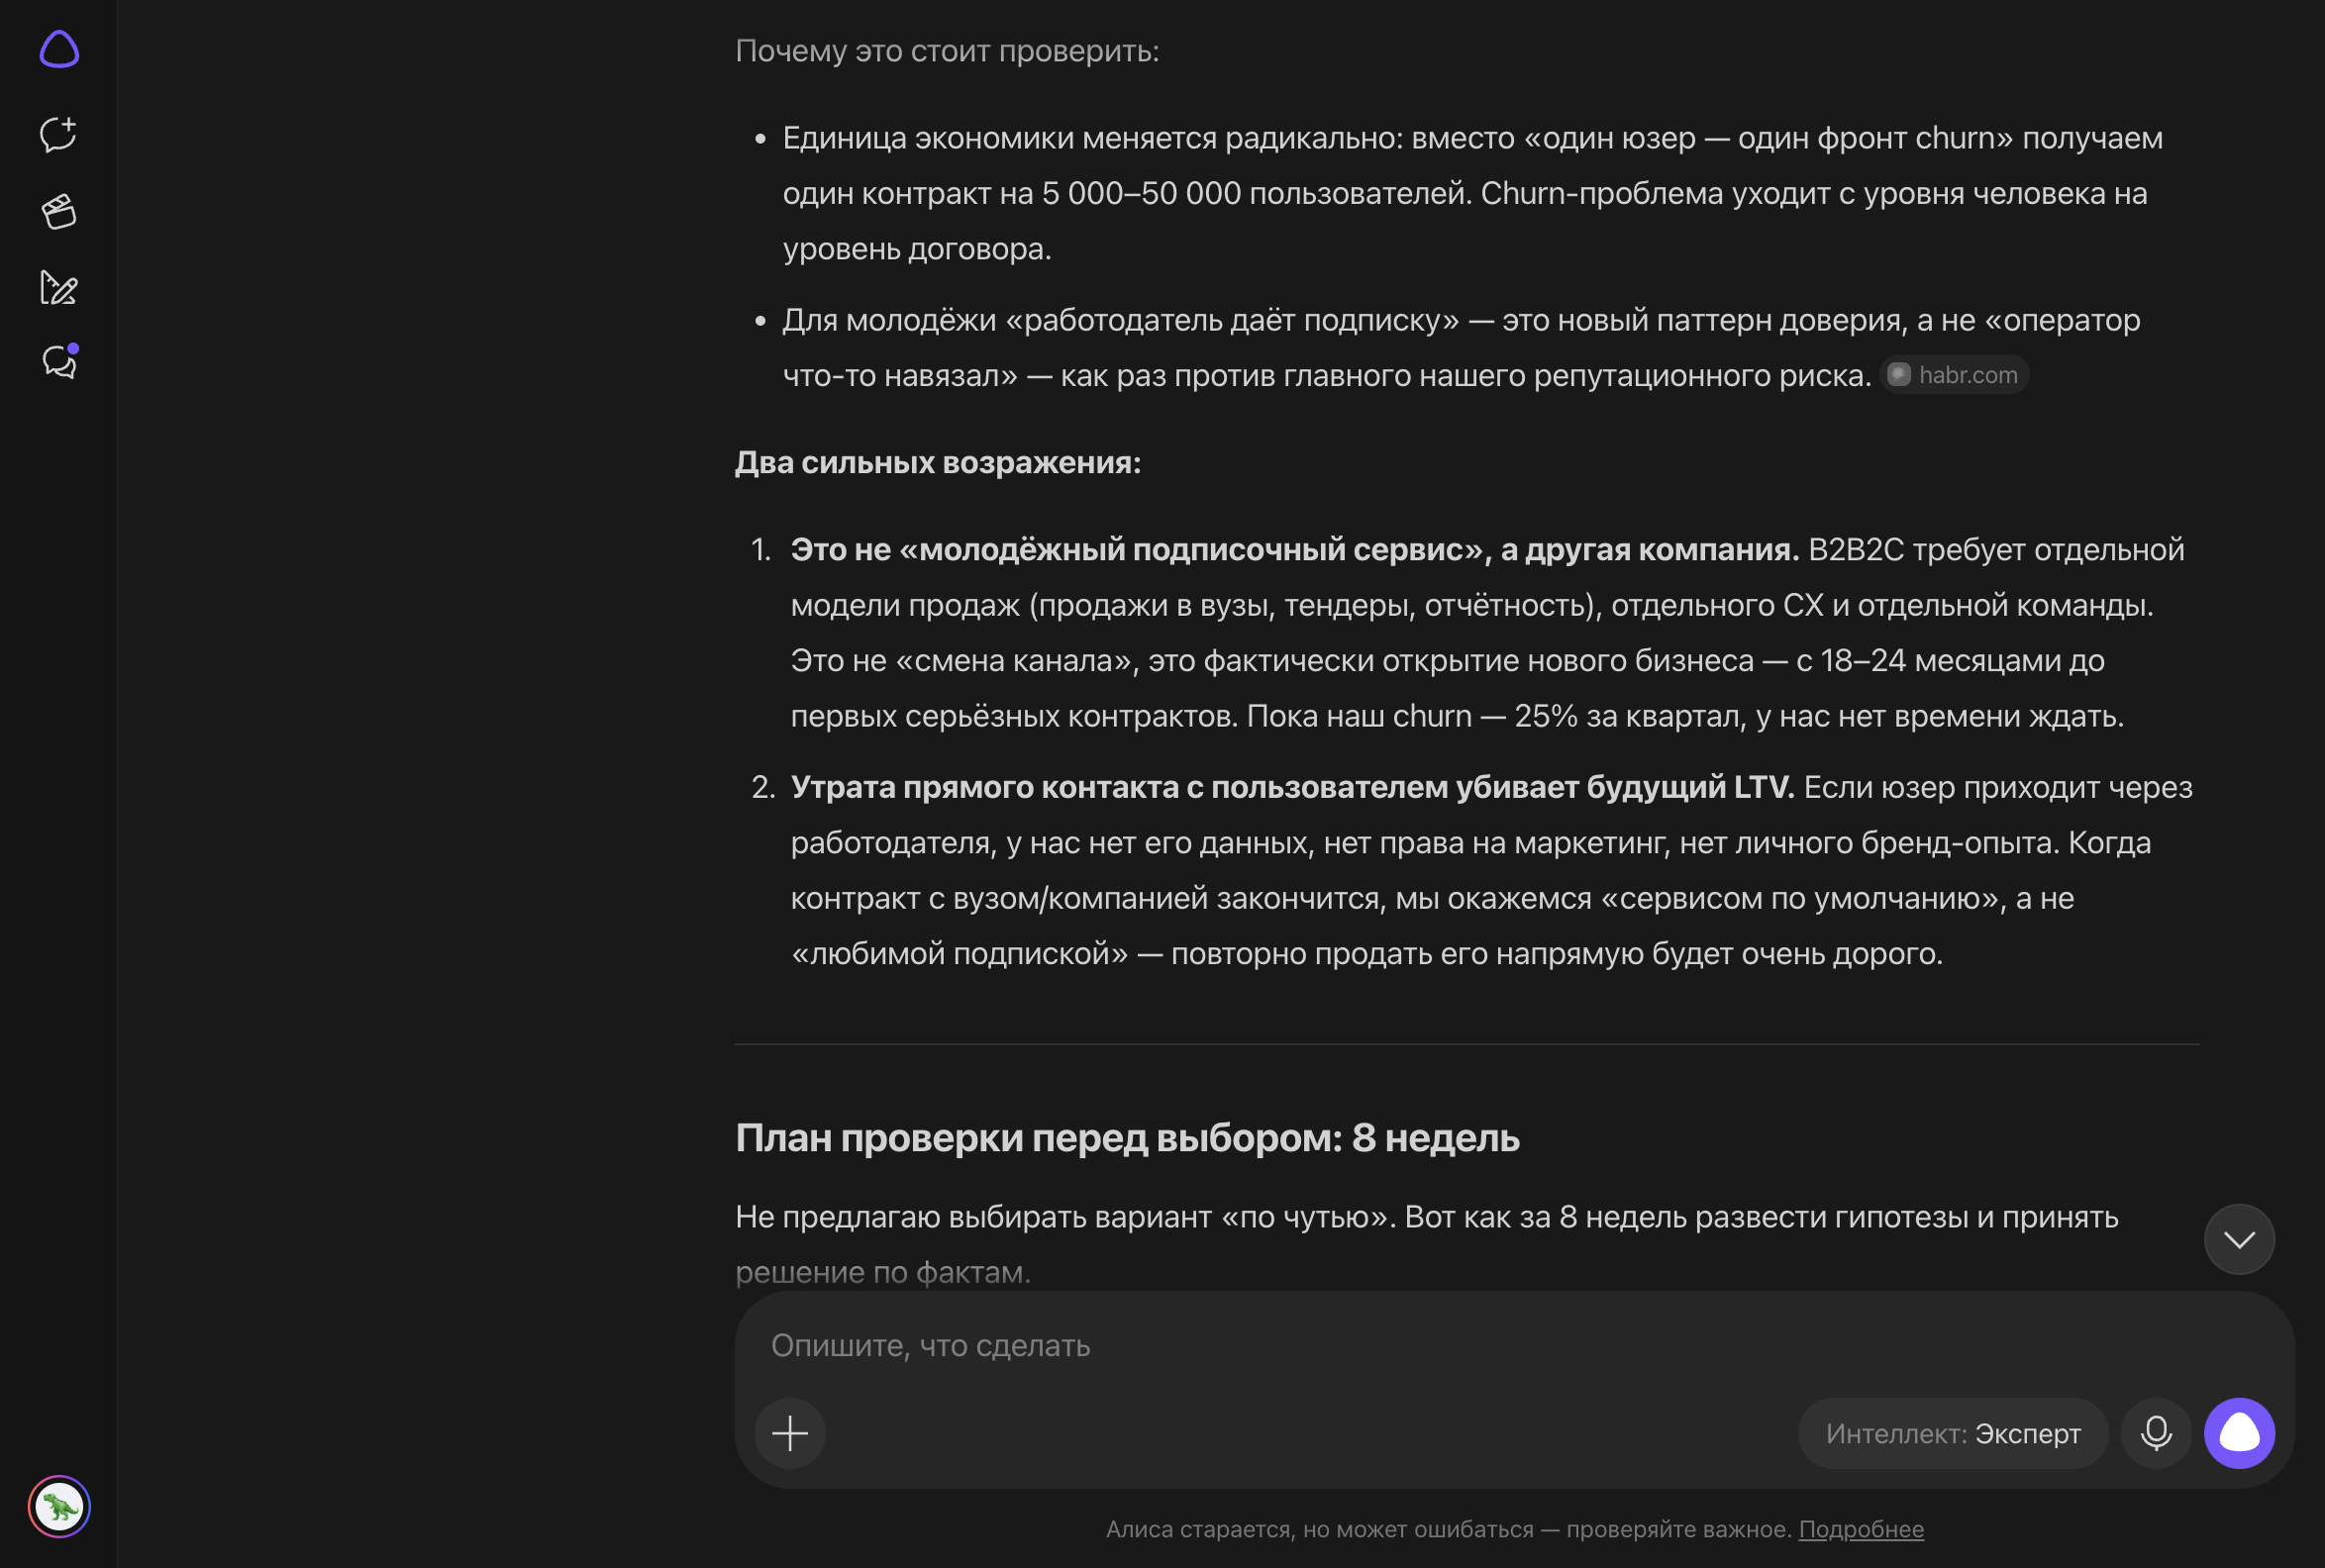 Почему это стоит проверить:
• Единица экономики меняется радикально: вместо «один юзер — один фронт churn» получаем
один контракт на 5 000–50 000 пользователей. Churn-проблема уходит с уровня человека на
уровень договора.
• Для молодёжи «работодатель даёт подписку» — это новый паттерн доверия, а не «оператор
что-то навязал» — как раз против главного нашего репутационного риска. habr.com
Два сильных возражения:
1. Это не «молодёжный подписочный сервис», а другая компания. B2B2C требует отдельной
модели продаж (продажи в вузы, тендеры, отчётность), отдельного CX и отдельной команды.
Это не «смена канала», это фактически открытие нового бизнеса — с 18–24 месяцами до
первых серьёзных контрактов. Пока наш churn — 25% за квартал, у нас нет времени ждать.
2. Утрата прямого контакта с пользователем убивает будущий LTV. Если юзер приходит через
работодателя, у нас нет его данных, нет права на маркетинг, нет личного бренд-опыта. Когда
контракт с вузом/компанией закончится, мы окажемся «сервисом по умолчанию», а не
«любимой подпиской» — повторно продать его напрямую будет очень дорого.
План проверки перед выбором: 8 недель
Не предлагаю выбирать вариант «по чутью». Вот как за 8 недель развести гипотезы и принять
решение по фактам.
Опишите, что сделать
Интеллект: Эксперт
Алиса старается, но может ошибаться — проверяйте важное. Подробнее